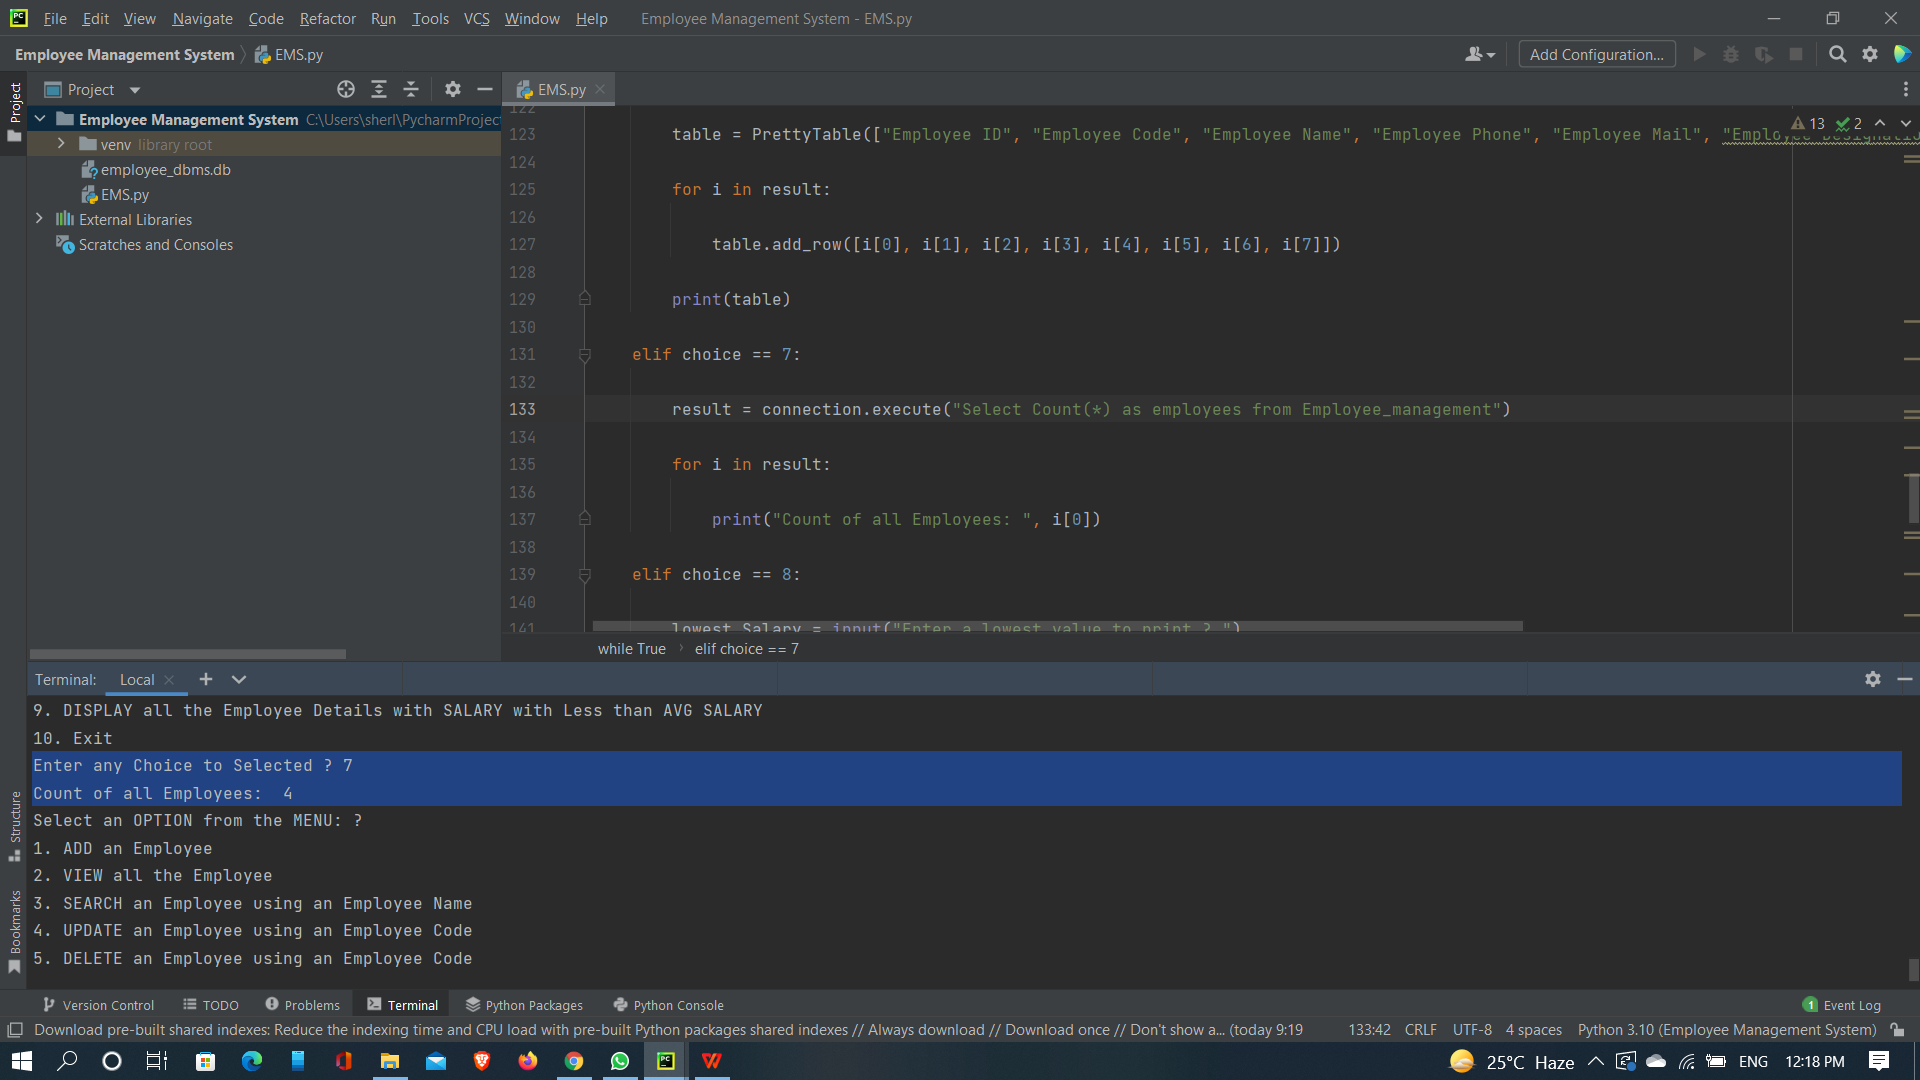 File Edit View Navigate Code Refactor Run Tools VCS Window Help Employee Management System - EMS.py
Employee Management System EMS.py Add Configuration...
Project
Project
EMS.py
Employee Management System C:\Users\sherl\PycharmProjec
venv library root
employee_dbms.db
EMS.py
External Libraries
Scratches and Consoles
13 2
122
123 table = PrettyTable(["Employee ID", "Employee Code", "Employee Name", "Employee Phone", "Employee Mail", "Employee Designatio
124
125 for i in result:
126
127 table.add_row([i[0], i[1], i[2], i[3], i[4], i[5], i[6], i[7]])
128
129 print(table)
130
131 elif choice == 7:
132
133 result = connection.execute("Select Count(*) as employees from Employee_management")
134
135 for i in result:
136
137 print("Count of all Employees: ", i[0])
138
139 elif choice == 8:
140
141 lowest_Salary = input("Enter a lowest value to print ? ")
while True elif choice == 7
Terminal: Local
9. DISPLAY all the Employee Details with SALARY with Less than AVG SALARY
10. Exit
Enter any Choice to Selected ? 7
Count of all Employees:  4
Select an OPTION from the MENU: ?
1. ADD an Employee
2. VIEW all the Employee
3. SEARCH an Employee using an Employee Name
4. UPDATE an Employee using an Employee Code
5. DELETE an Employee using an Employee Code
Structure
Bookmarks
Version Control TODO Problems Terminal Python Packages Python Console 1 Event Log
Download pre-built shared indexes: Reduce the indexing time and CPU load with pre-built Python packages shared indexes // Always download // Download once // Don't show a... (today 9:19 133:42 CRLF UTF-8 4 spaces Python 3.10 (Employee Management System)
25°C Haze ENG 12:18 PM